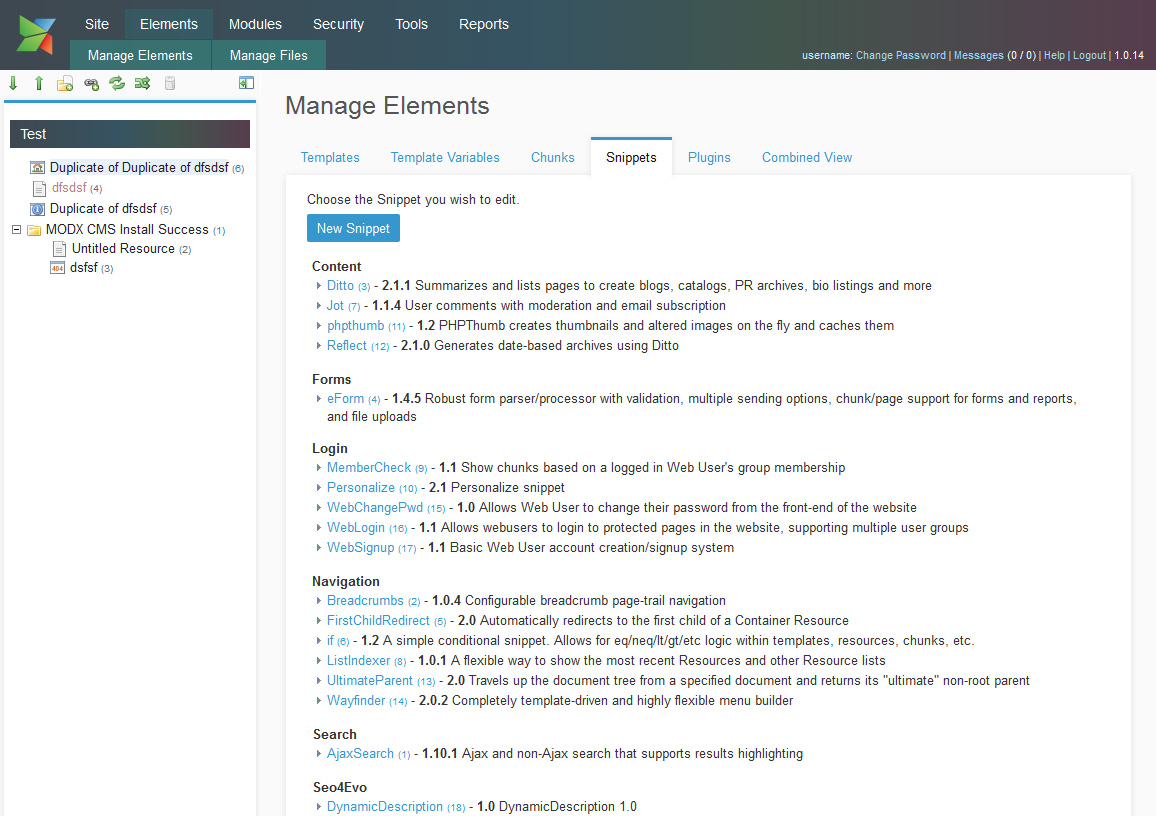 Site Elements Modules Security Tools Reports
Manage Elements Manage Files
username: Change Password | Messages (0 / 0) | Help | Logout | 1.0.14
Test
Duplicate of Duplicate of dfsdsf (6)
dfsdsf (4)
Duplicate of dfsdsf (5)
MODX CMS Install Success (1)
Untitled Resource (2)
404 dsfsf (3)
Manage Elements
Templates Template Variables Chunks Snippets Plugins Combined View
Choose the Snippet you wish to edit.
New Snippet
Content
Ditto (3) - 2.1.1 Summarizes and lists pages to create blogs, catalogs, PR archives, bio listings and more
Jot (7) - 1.1.4 User comments with moderation and email subscription
phpthumb (11) - 1.2 PHPThumb creates thumbnails and altered images on the fly and caches them
Reflect (12) - 2.1.0 Generates date-based archives using Ditto
Forms
eForm (4) - 1.4.5 Robust form parser/processor with validation, multiple sending options, chunk/page support for forms and reports,
and file uploads
Login
MemberCheck (9) - 1.1 Show chunks based on a logged in Web User's group membership
Personalize (10) - 2.1 Personalize snippet
WebChangePwd (15) - 1.0 Allows Web User to change their password from the front-end of the website
WebLogin (16) - 1.1 Allows webusers to login to protected pages in the website, supporting multiple user groups
WebSignup (17) - 1.1 Basic Web User account creation/signup system
Navigation
Breadcrumbs (2) - 1.0.4 Configurable breadcrumb page-trail navigation
FirstChildRedirect (5) - 2.0 Automatically redirects to the first child of a Container Resource
if (6) - 1.2 A simple conditional snippet. Allows for eq/neq/lt/gt/etc logic within templates, resources, chunks, etc.
ListIndexer (8) - 1.0.1 A flexible way to show the most recent Resources and other Resource lists
UltimateParent (13) - 2.0 Travels up the document tree from a specified document and returns its "ultimate" non-root parent
Wayfinder (14) - 2.0.2 Completely template-driven and highly flexible menu builder
Search
AjaxSearch (1) - 1.10.1 Ajax and non-Ajax search that supports results highlighting
Seo4Evo
DynamicDescription (18) - 1.0 DynamicDescription 1.0